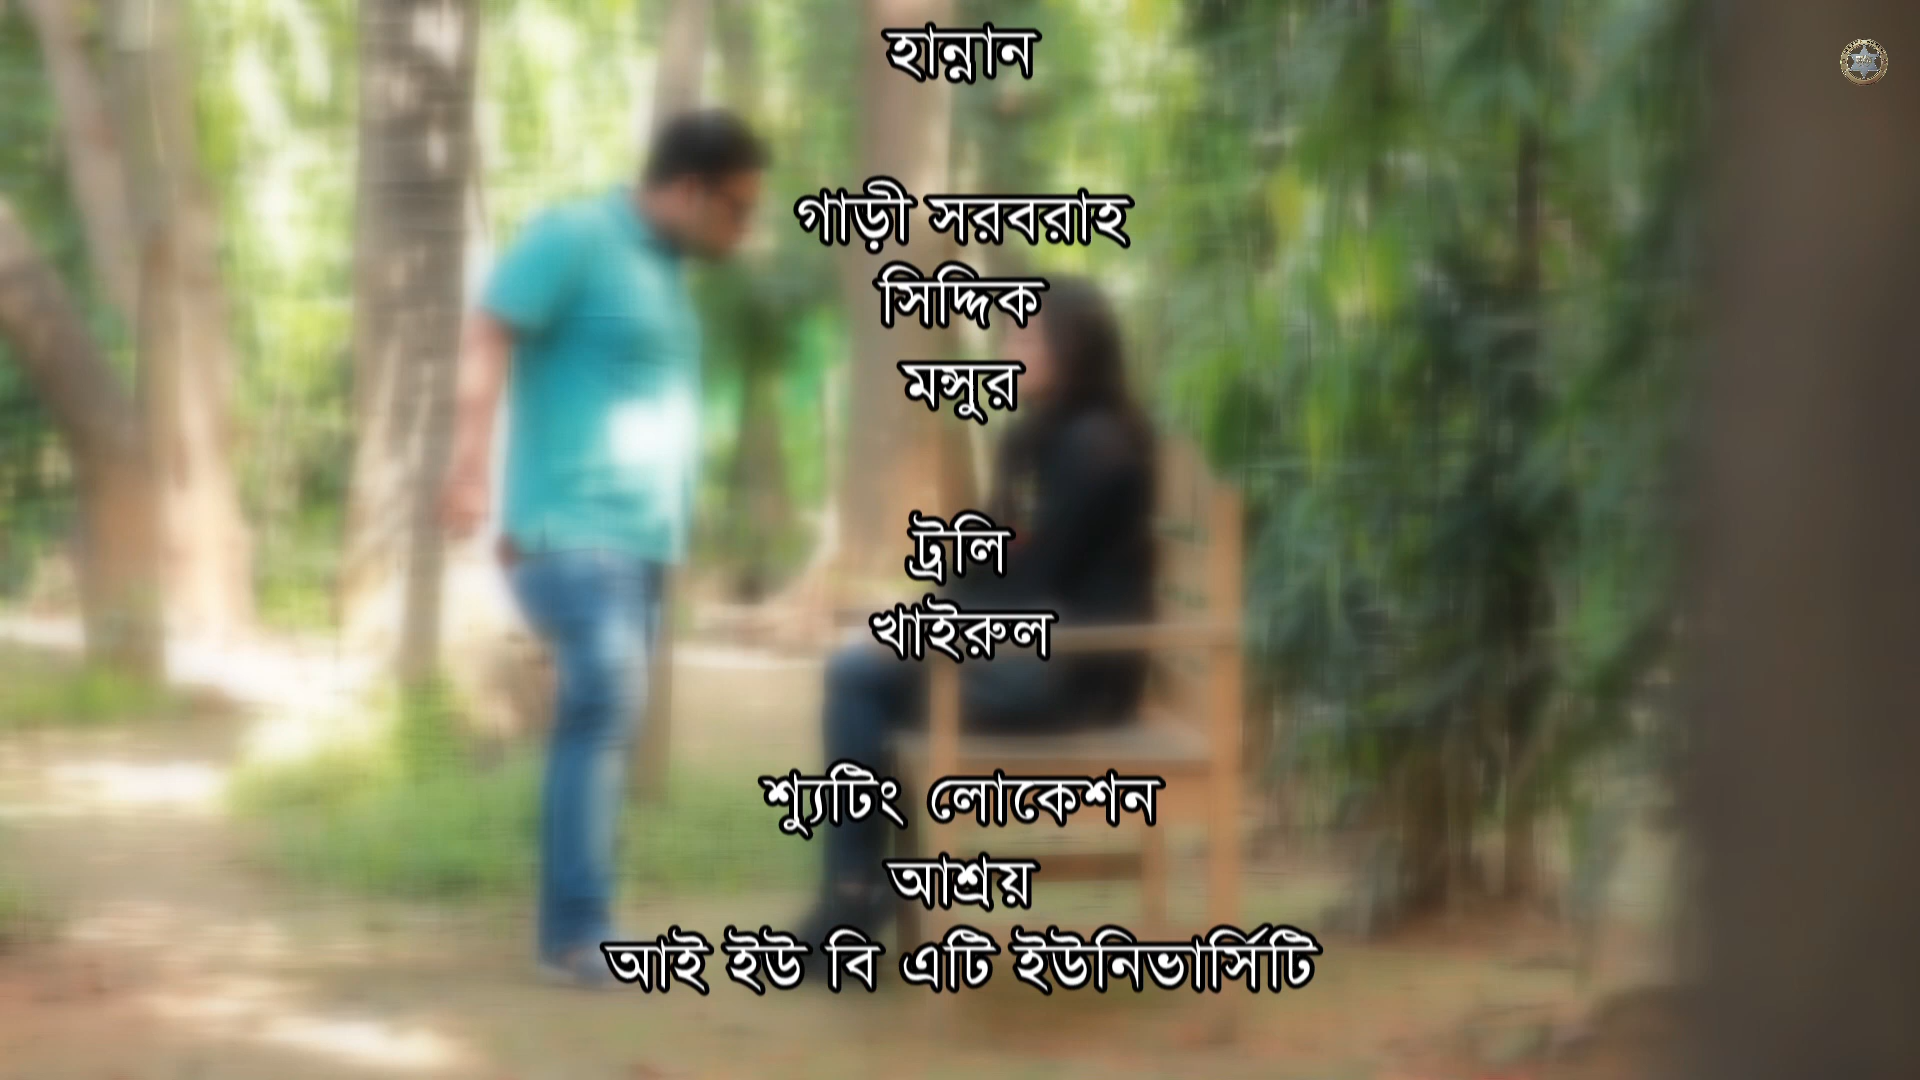 হান্নান
গাড়ী সরবরাহ
সিদ্দিক
মন্সুর
ট্রলি
খাইরুল
শ্যুটিং লোকেশন
আশ্রয়
আই ইউ বি এটি ইউনিভার্সিটি